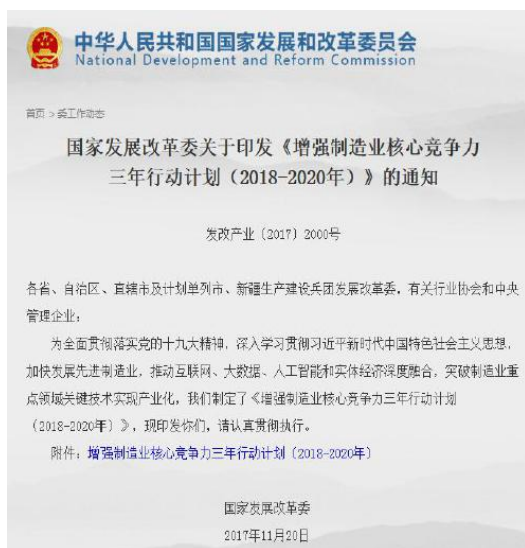 中华人民共和国国家发展和改革委员会
National Development and Reform Commission
首页 > 委工作动态
国家发展改革委关于印发《增强制造业核心竞争力
三年行动计划（2018-2020年）》的通知
发改产业〔2017〕2000号
各省、自治区、直辖市及计划单列市、新疆生产建设兵团发展改革委，有关行业协会和中央
管理企业：
为全面贯彻落实党的十九大精神，深入学习贯彻习近平新时代中国特色社会主义思想，
加快发展先进制造业，推动互联网、大数据、人工智能和实体经济深度融合，突破制造业重
点领域关键技术实现产业化，我们制定了《增强制造业核心竞争力三年行动计划
（2018-2020年）》，现印发你们，请认真贯彻执行。
附件：增强制造业核心竞争力三年行动计划（2018-2020年）
国家发展改革委
2017年11月20日